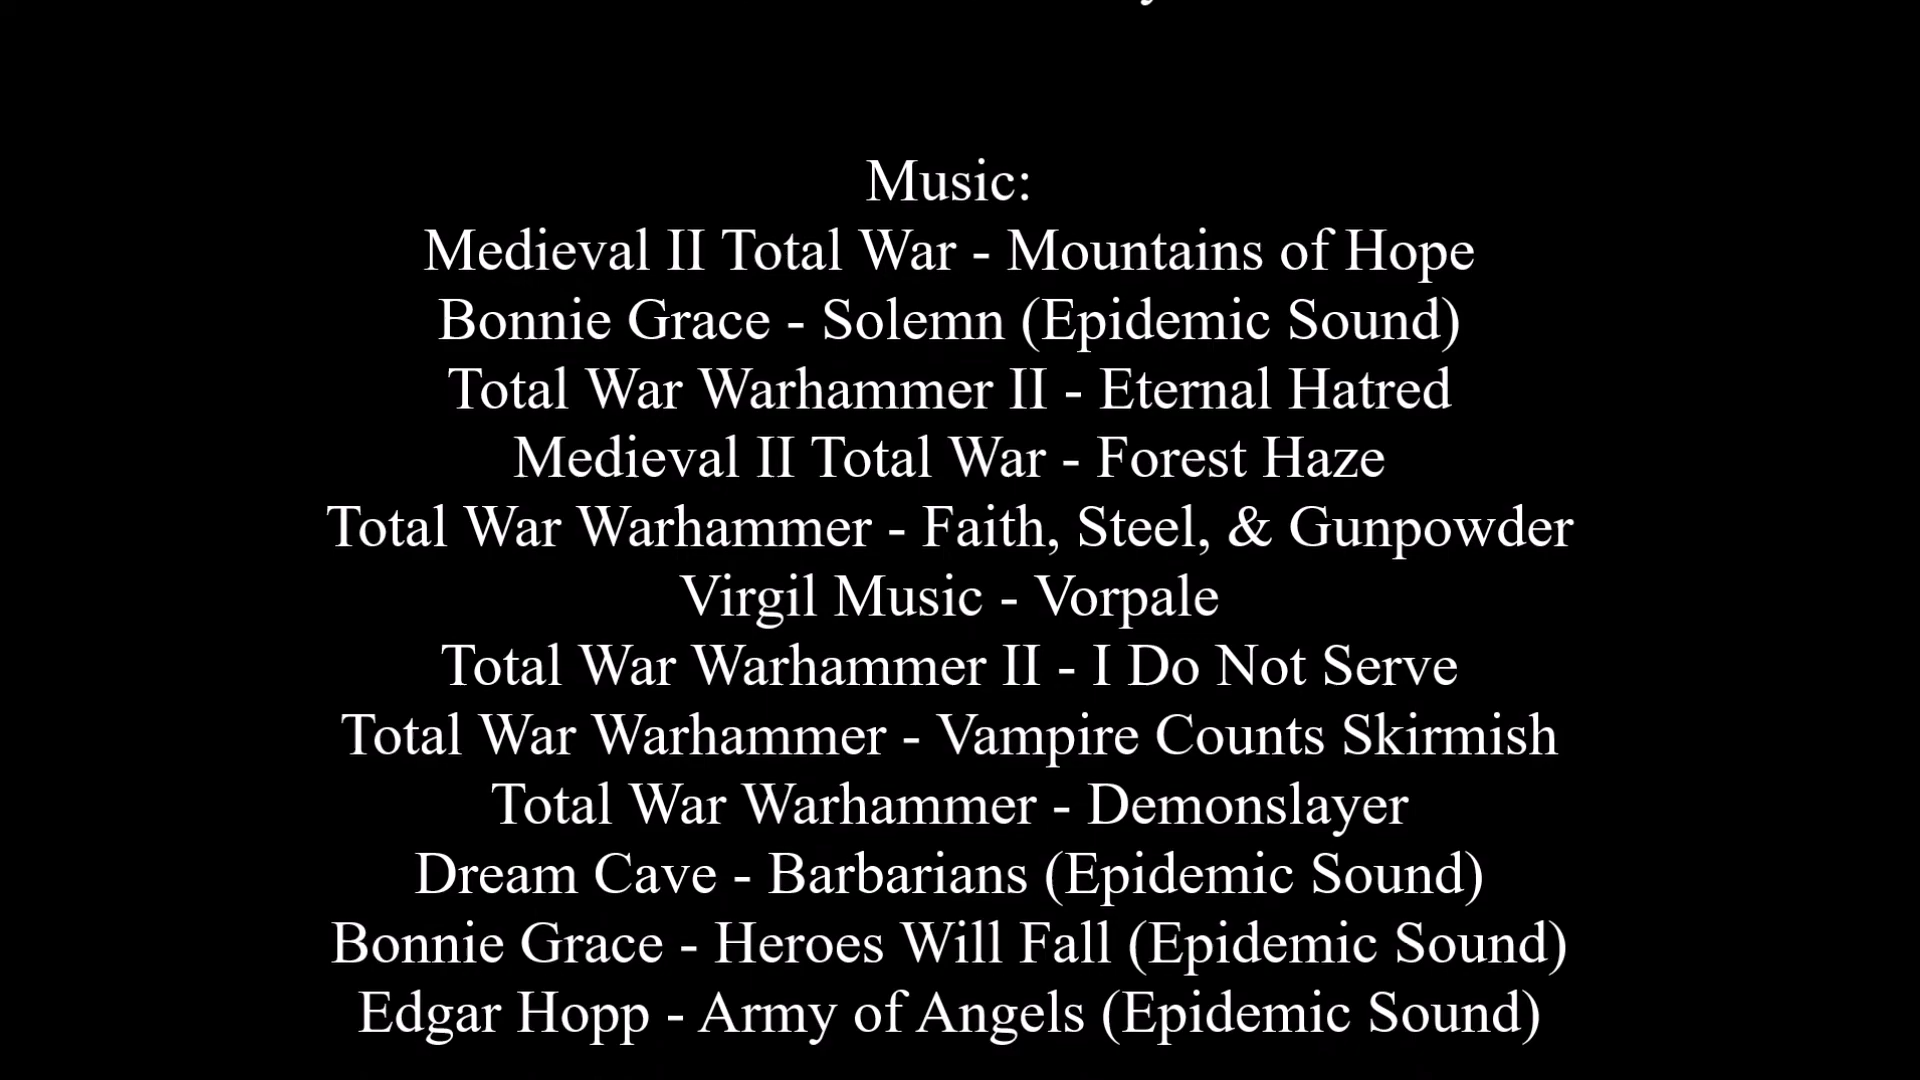 Music:
Medieval II Total War - Mountains of Hope
Bonnie Grace - Solemn (Epidemic Sound)
Total War Warhammer II - Eternal Hatred
Medieval II Total War - Forest Haze
Total War Warhammer - Faith, Steel, & Gunpowder
Virgil Music - Vorpale
Total War Warhammer II - I Do Not Serve
Total War Warhammer - Vampire Counts Skirmish
Total War Warhammer - Demonslayer
Dream Cave - Barbarians (Epidemic Sound)
Bonnie Grace - Heroes Will Fall (Epidemic Sound)
Edgar Hopp - Army of Angels (Epidemic Sound)